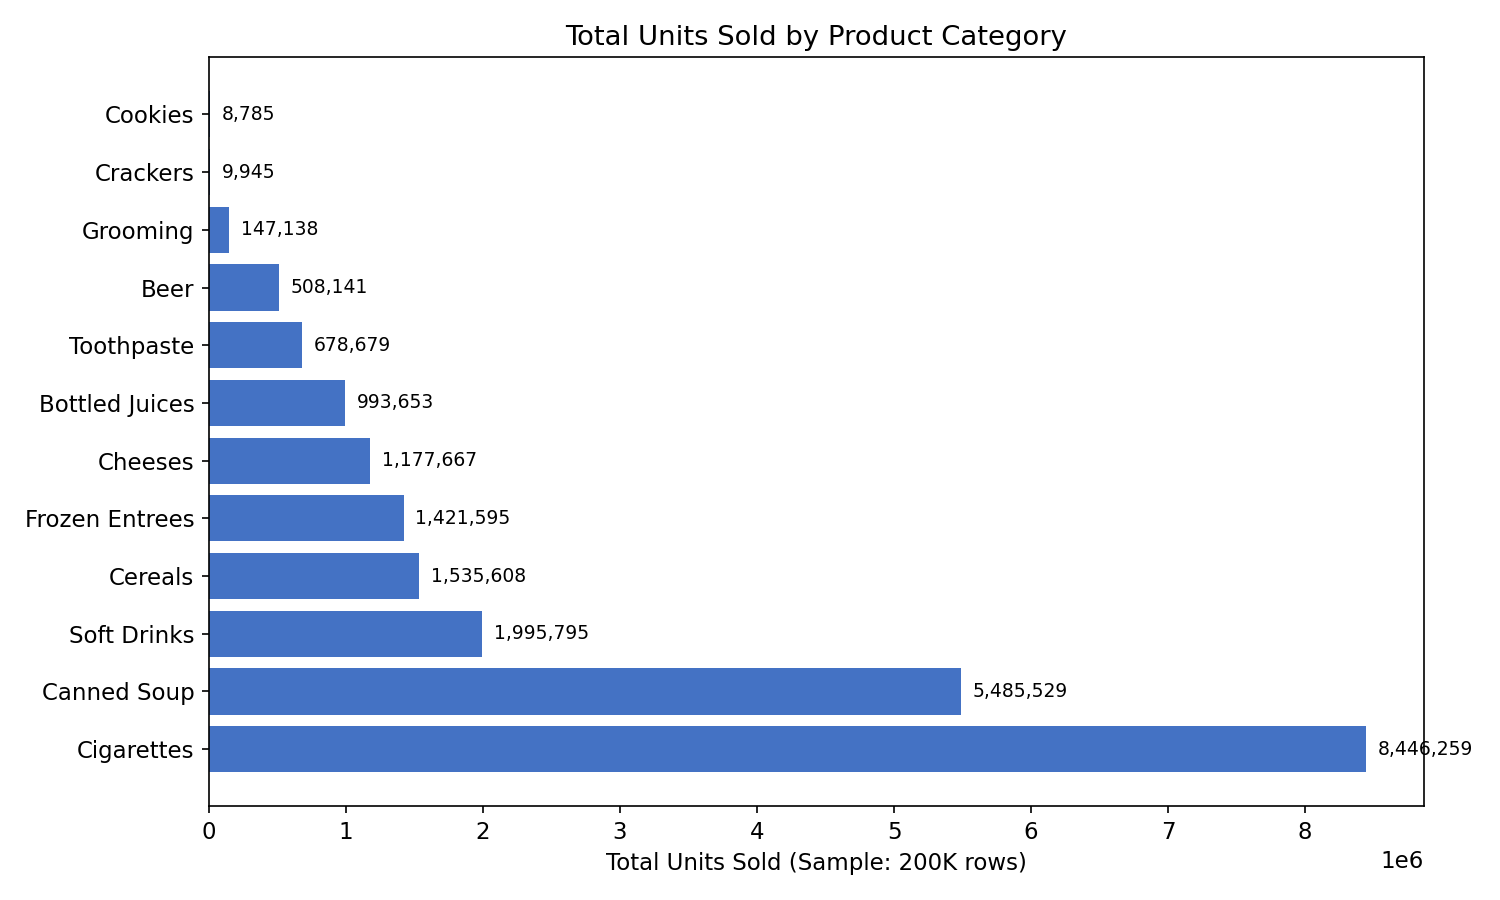 Total Units Sold by Product Category
Cookies 8,785
Crackers 9,945
Grooming 147,138
Beer 508,141
Toothpaste 678,679
Bottled Juices 993,653
Cheeses 1,177,667
Frozen Entrees 1,421,595
Cereals 1,535,608
Soft Drinks 1,995,795
Canned Soup 5,485,529
Cigarettes 8,446,259
0 1 2 3 4 5 6 7 8
1e6
Total Units Sold (Sample: 200K rows)